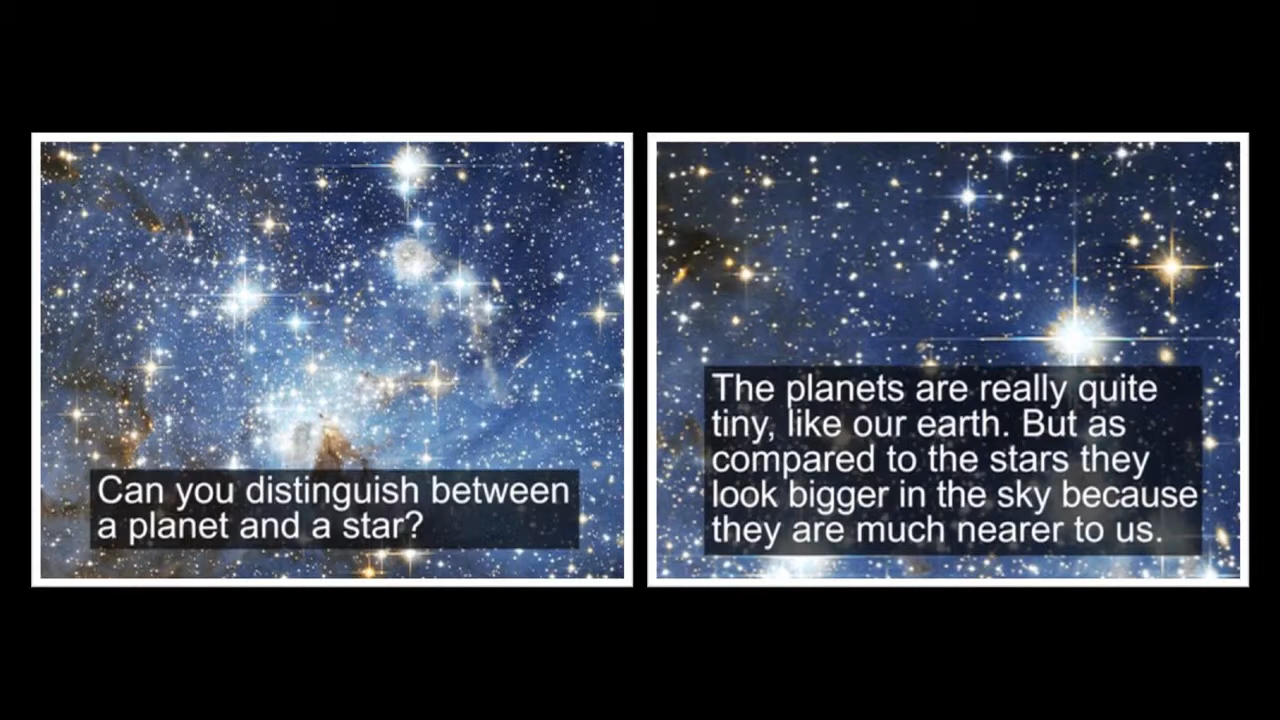 Can you distinguish between
a planet and a star?
The planets are really quite
tiny, like our earth. But as
compared to the stars they
look bigger in the sky because
they are much nearer to us.